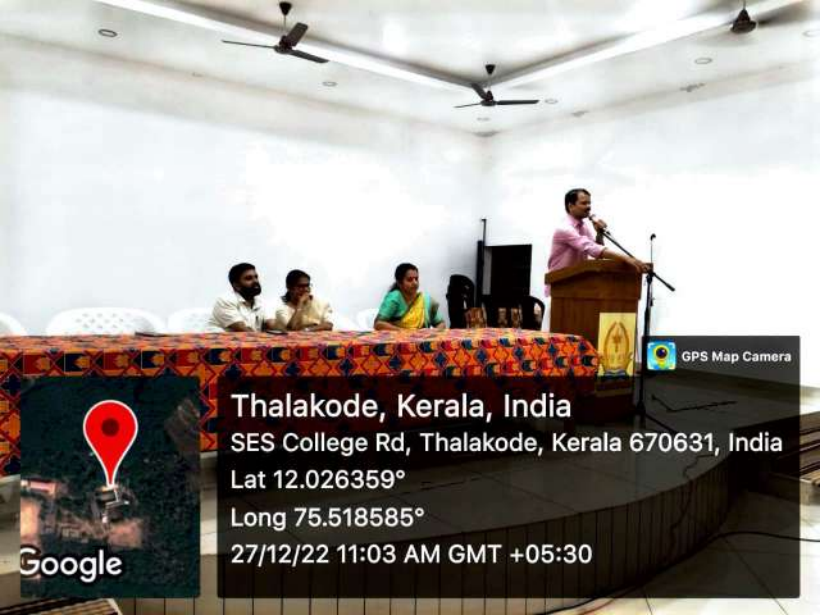 GPS Map Camera
Thalakode, Kerala, India
SES College Rd, Thalakode, Kerala 670631, India
Lat 12.026359°
Long 75.518585°
27/12/22 11:03 AM GMT +05:30
Google